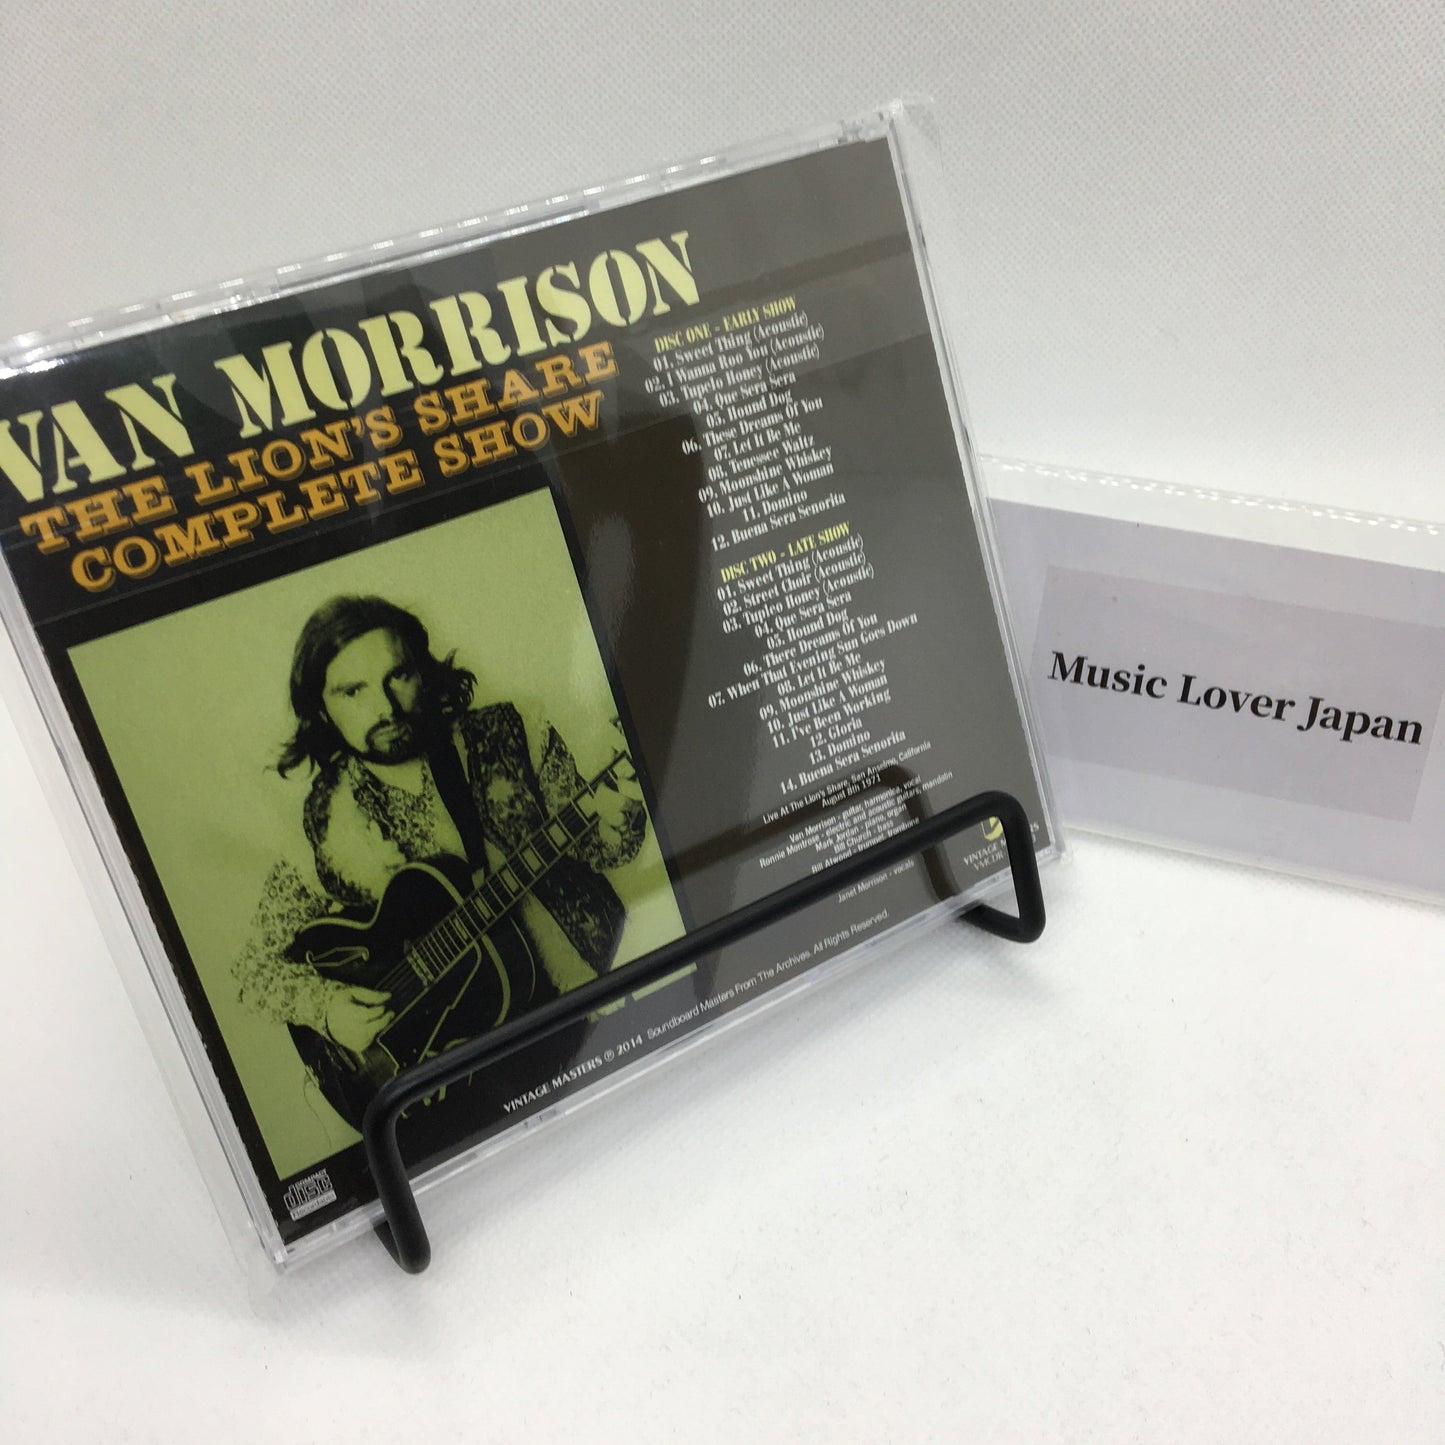 VAN MORRISON
THE LION'S SHARE
COMPLETE SHOW
DISC ONE - EARLY SHOW
01. Sweet Thing (Acoustic)
02. I Wanna Roo You (Acoustic)
03. Tupelo Honey (Acoustic)
04. Que Sera Sera
05. Hound Dog
06. These Dreams Of You
07. Let It Be Me
08. Tenessee Waltz
09. Moonshine Whiskey
10. Just Like A Woman
11. Domino
12. Buena Sera Senorita
DISC TWO - LATE SHOW
01. Sweet Thing (Acoustic)
02. Street Choir (Acoustic)
03. Tupleo Honey (Acoustic)
04. Que Sera Sera
05. Hound Dog
06. There Dreams Of You
07. When That Evening Sun Goes Down
08. Let It Be Me
09. Moonshine Whiskey
10. Just Like A Woman
11. I've Been Working
12. Gloria
13. Domino
14. Buena Sera Senorita
Live At The Lion's Share, San Anselmo, California
August 8th 1971
Van Morrison - guitar, harmonica, vocal
Ronnie Montrose - electric and acoustic guitars, mandolin
Mark Jordan - piano, organ
Bill Church - bass
Bill Atwood - trumpet, trombone
Janet Morrison - vocals
VINTAGE
VMCDR
VINTAGE MASTERS ℗ 2014 Soundboard Masters From The Archives. All Rights Reserved.
COMPACT
disc
Recordable
Music Lover Japan